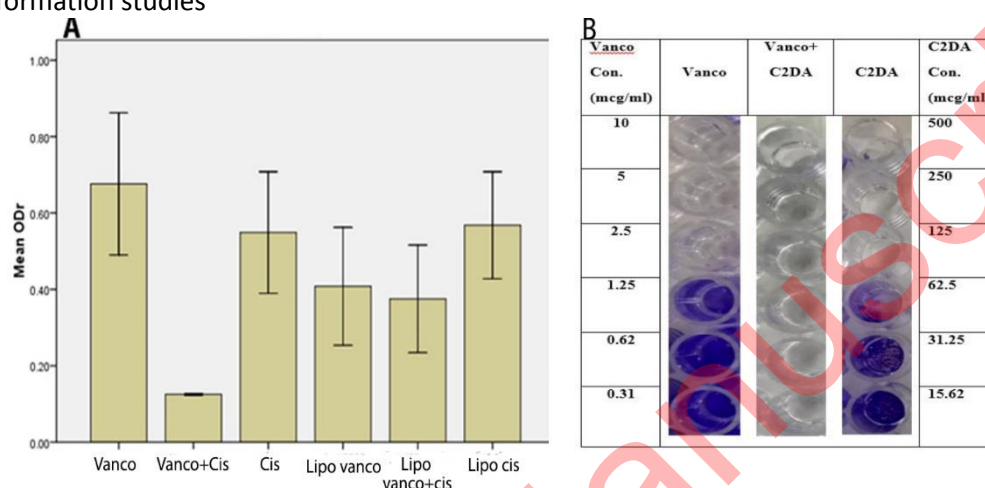 formation studies
A
1.00
0.80
0.60
0.40
0.20
0.00
Mean ODr
Vanco
Vanco+Cis
Cis
Lipo vanco
Lipo
vanco+cis
Lipo cis
B
Vanco
Con.
(mcg/ml)
Vanco
Vanco+
C2DA
C2DA
C2DA
Con.
(mcg/ml
10
500
5
250
2.5
125
1.25
62.5
0.62
31.25
0.31
15.62
anusc